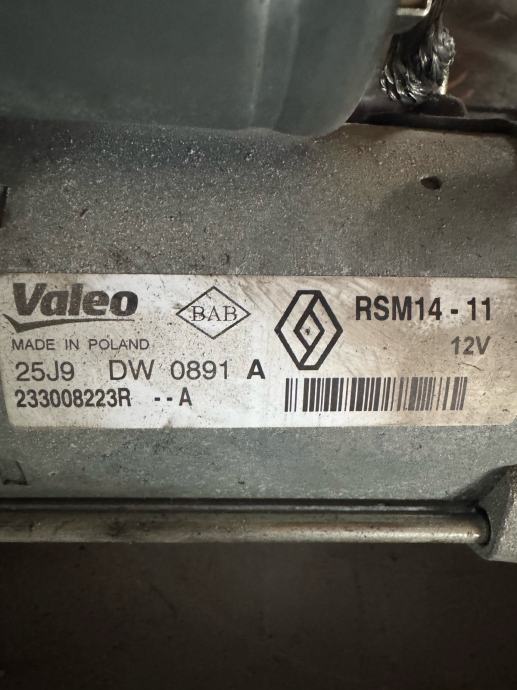 Valeo
BAB
RSM14 - 11
MADE IN POLAND
12V
25J9 DW 0891 A
233008223R --A